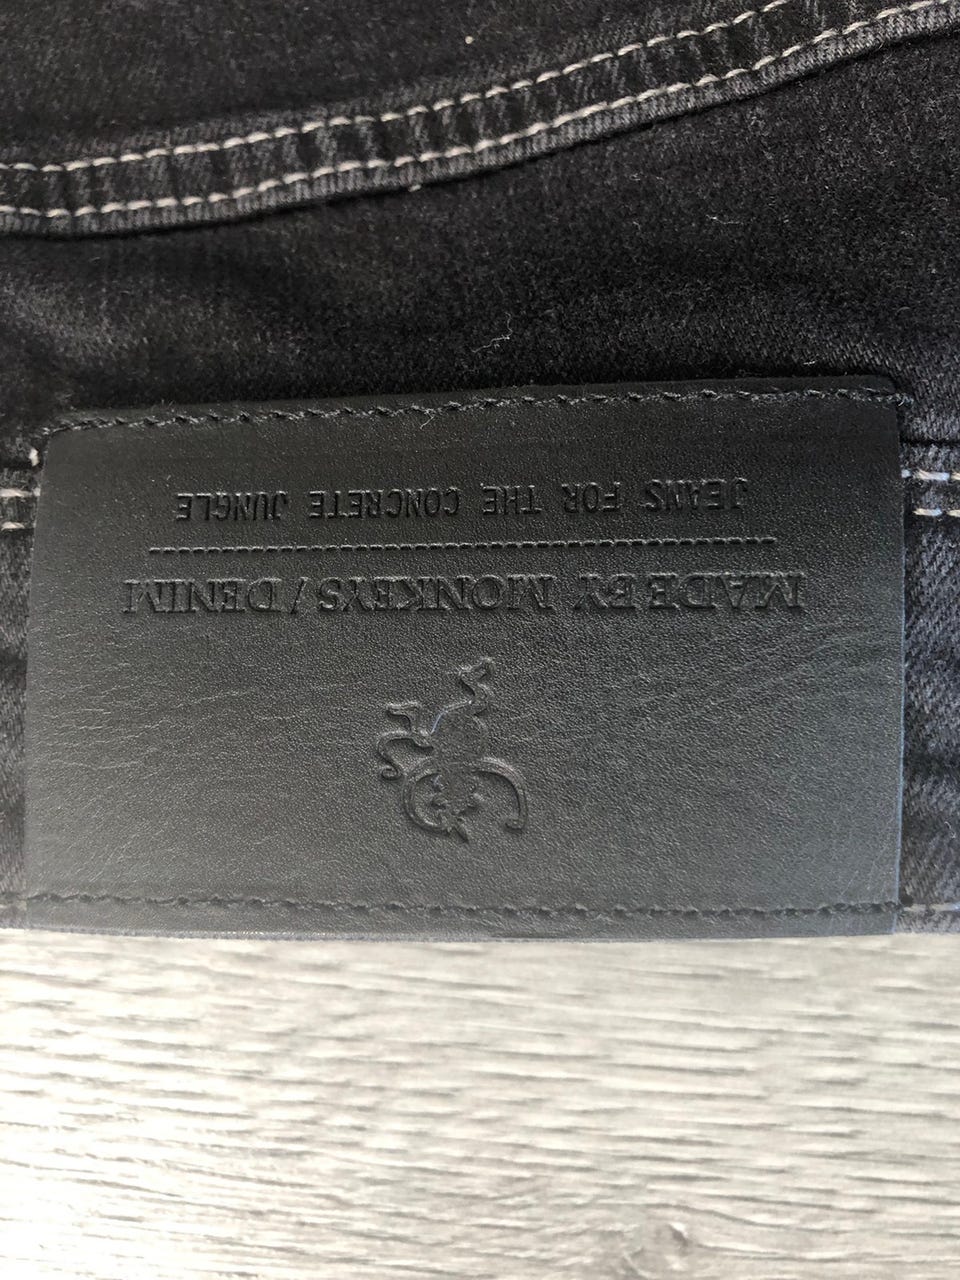 MADE BY MONKEYS / DENIM
JEANS FOR THE CONCRETE JUNGLE